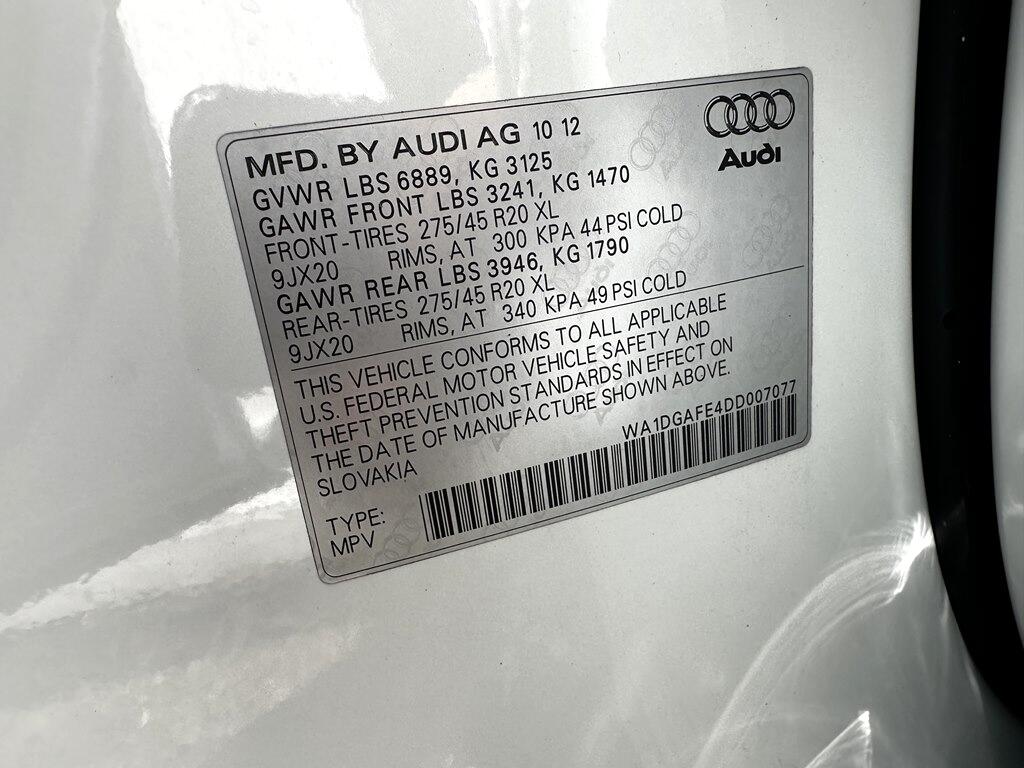 MFD. BY AUDI AG 10 12
Audi
GVWR LBS 6889, KG 3125
GAWR FRONT LBS 3241, KG 1470
FRONT-TIRES 275/45 R20 XL
9JX20 RIMS, AT 300 KPA 44 PSI COLD
GAWR REAR LBS 3946, KG 1790
REAR-TIRES 275/45 R20 XL
9JX20 RIMS, AT 340 KPA 49 PSI COLD
THIS VEHICLE CONFORMS TO ALL APPLICABLE
U.S. FEDERAL MOTOR VEHICLE SAFETY AND
THEFT PREVENTION STANDARDS IN EFFECT ON
THE DATE OF MANUFACTURE SHOWN ABOVE.
SLOVAKIA
WA1DGAFE4DD007077
TYPE:
MPV